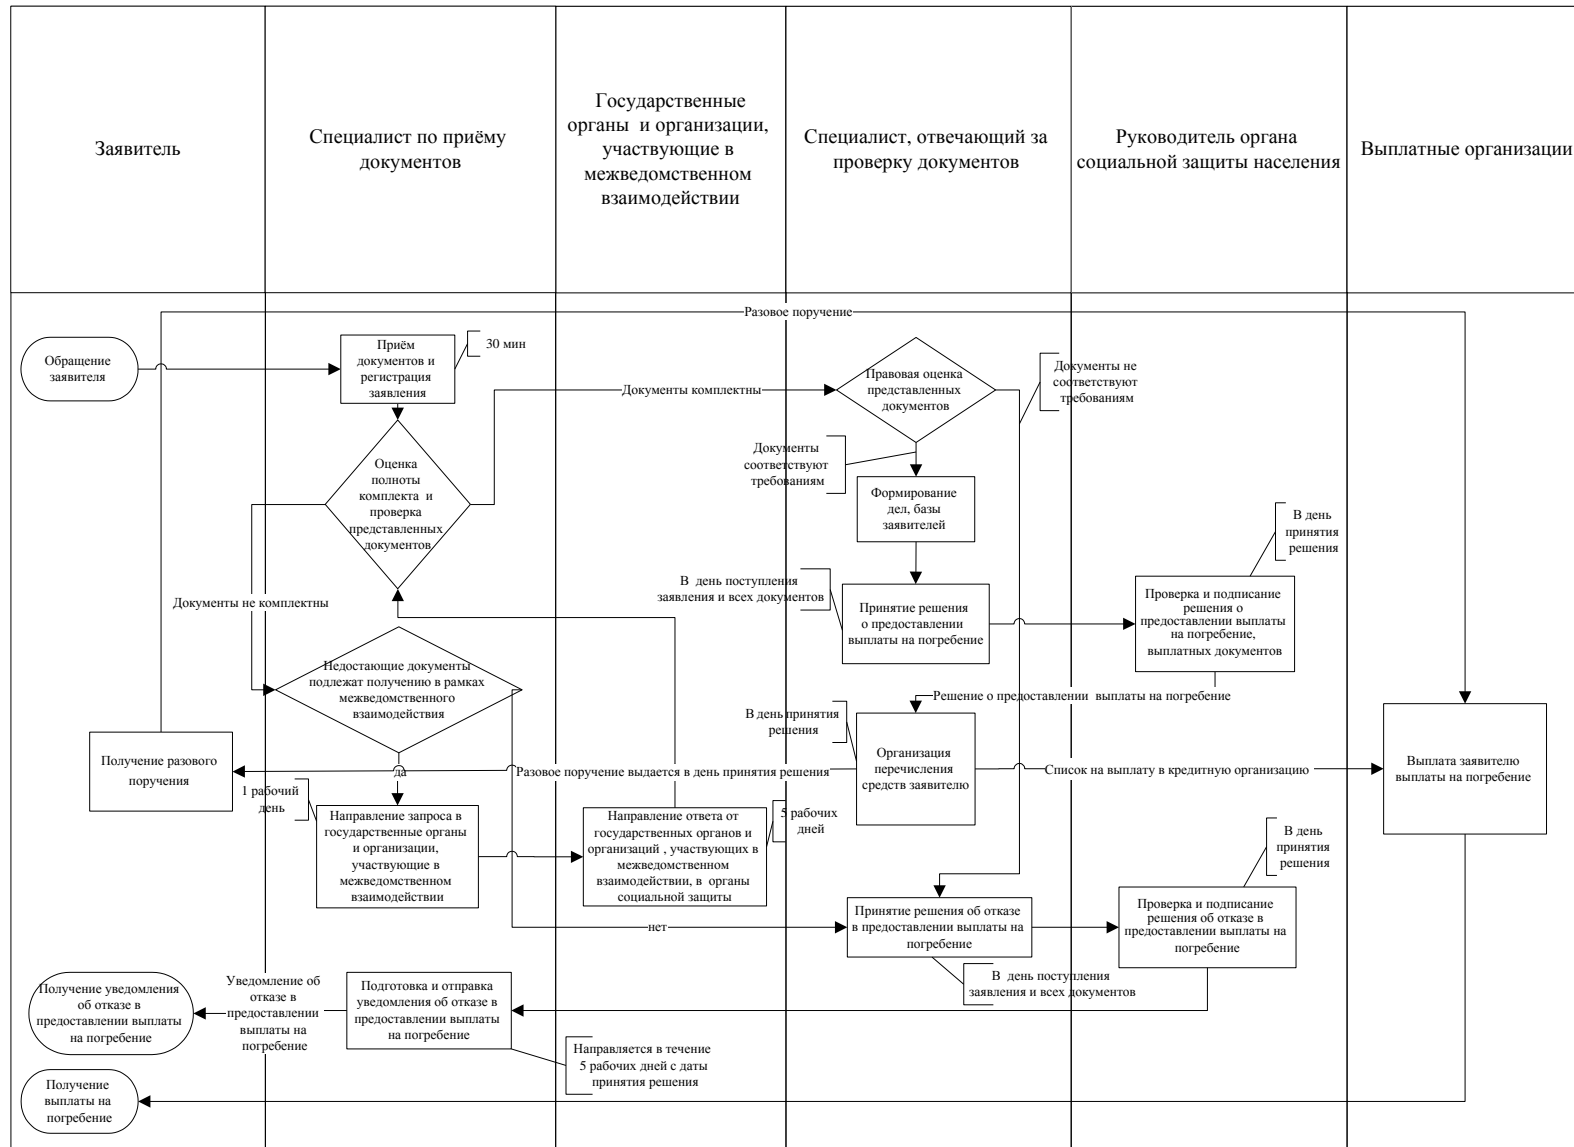 Заявитель
Специалист по приёму
документов
Государственные
органы и организации,
участвующие в
межведомственном
взаимодействии
Специалист, отвечающий за
проверку документов
Руководитель органа
социальной защиты населения
Выплатные организации
Разовое поручение
Обращение
заявителя
Приём
документов и
регистрация
заявления
30 мин
Документы комплектны
Правовая оценка
представленных
документов
Документы не
соответствуют
требованиям
Оценка
полноты
комплекта и
проверка
представленных
документов
Документы
соответствуют
требованиям
Формирование
дел, базы
заявителей
В день
принятия
решения
Документы не комплектны
В день поступления
заявления и всех документов
Принятие решения
о предоставлении
выплаты на погребение
Проверка и подписание
решения о
предоставлении выплаты
на погребение,
выплатных документов
Недостающие документы
подлежат получению в рамках
межведомственного
взаимодействия
Решение о предоставлении выплаты на погребение
В день принятия
решения
Получение разового
поручения
да
Разовое поручение выдается в день принятия решения
Организация
перечисления
средств заявителю
Список на выплату в кредитную организацию
Выплата заявителю
выплаты на погребение
1 рабочий
день
Направление запроса в
государственные органы
и организации,
участвующие в
межведомственном
взаимодействии
Направление ответа от
государственных органов и
организаций , участвующих в
межведомственном
взаимодействии, в органы
социальной защиты
5 рабочих
дней
В день
принятия
решения
нет
Принятие решения об отказе
в предоставлении выплаты на
погребение
Проверка и подписание
решения об отказе в
предоставлении выплаты на
погребение
В день поступления
заявления и всех документов
Получение уведомления
об отказе в
предоставлении выплаты
на погребение
Уведомление об
отказе в
предоставлении
выплаты на
погребение
Подготовка и отправка
уведомления об отказе в
предоставлении выплаты
на погребение
Направляется в течение
5 рабочих дней с даты
принятия решения
Получение
выплаты на
погребение